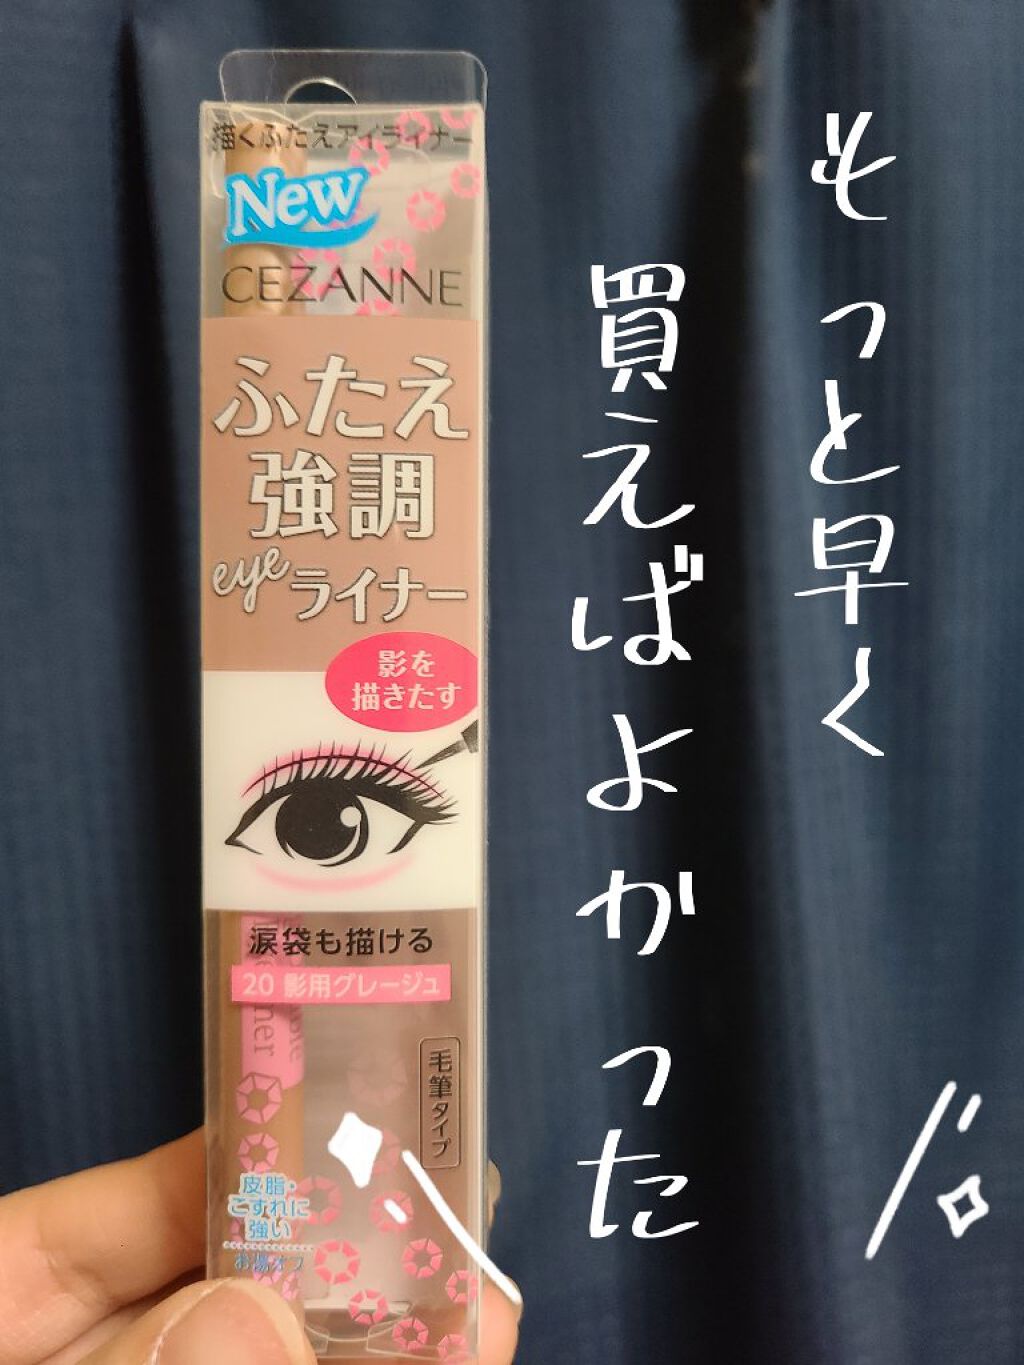 描くふたえアイライナー
New
CEZANNE
ふたえ
強調
eyeライナー
影を
描きたす
涙袋も描ける
20 影用グレージュ
毛筆タイプ
皮脂・
こすれに
強い
お湯オフ
もっと早く
買えばよかった